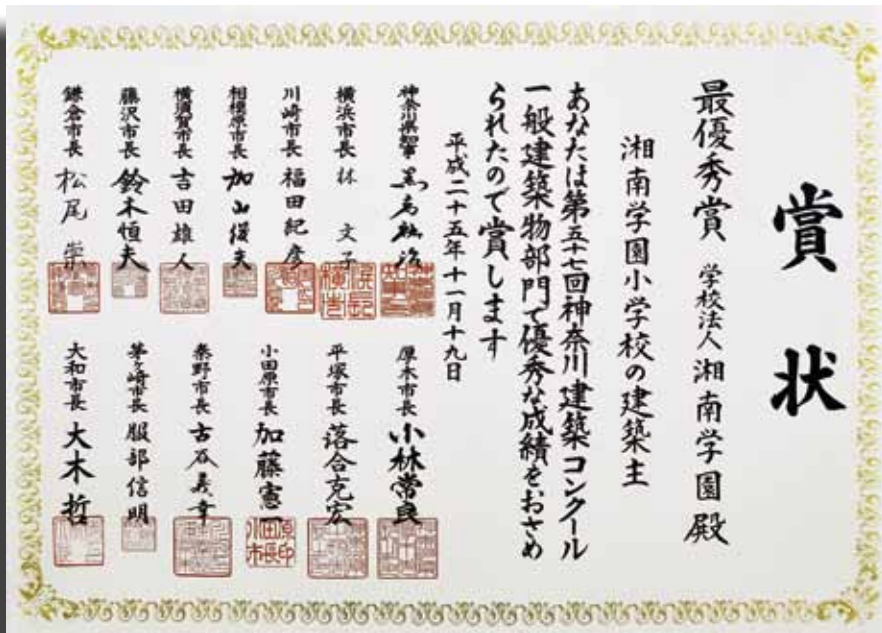 賞状
最優秀賞 学校法人 湘南学園殿
湘南学園小学校の建築主
あなたは第五十七回神奈川建築コンクール
一般建築物部門で優秀な成績をおさめ
られたので賞します
平成二十五年十一月十九日
神奈川県知事 黒岩祐治
横浜市長 林 文子
川崎市長 福田紀彦
相模原市長 加山俊夫
横須賀市長 吉田雄人
藤沢市長 鈴木恒夫
鎌倉市長 松尾 崇
厚木市長 小林常良
平塚市長 落合克宏
小田原市長 加藤憲一
秦野市長 古谷義幸
茅ヶ崎市長 服部信明
大和市長 大木哲